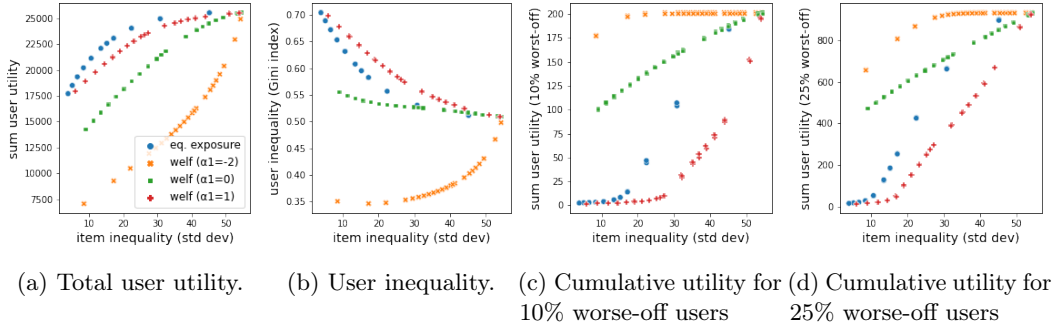 sum user utility
25000
22500
20000
17500
15000
12500
10000
7500
10
20
30
40
50
item inequality (std dev)
eq. exposure
welf (α1=-2)
welf (α1=0)
welf (α1=1)
user inequality (Gini index)
0.70
0.65
0.60
0.55
0.50
0.45
0.40
0.35
10
20
30
40
50
item inequality (std dev)
sum user utility (10% worst-off)
200
175
150
125
100
75
50
25
0
10
20
30
40
50
item inequality (std dev)
sum user utility (25% worst-off)
800
600
400
200
0
10
20
30
40
50
item inequality (std dev)
(a) Total user utility.
(b) User inequality.
(c) Cumulative utility for
10% worse-off users
(d) Cumulative utility for
25% worse-off users